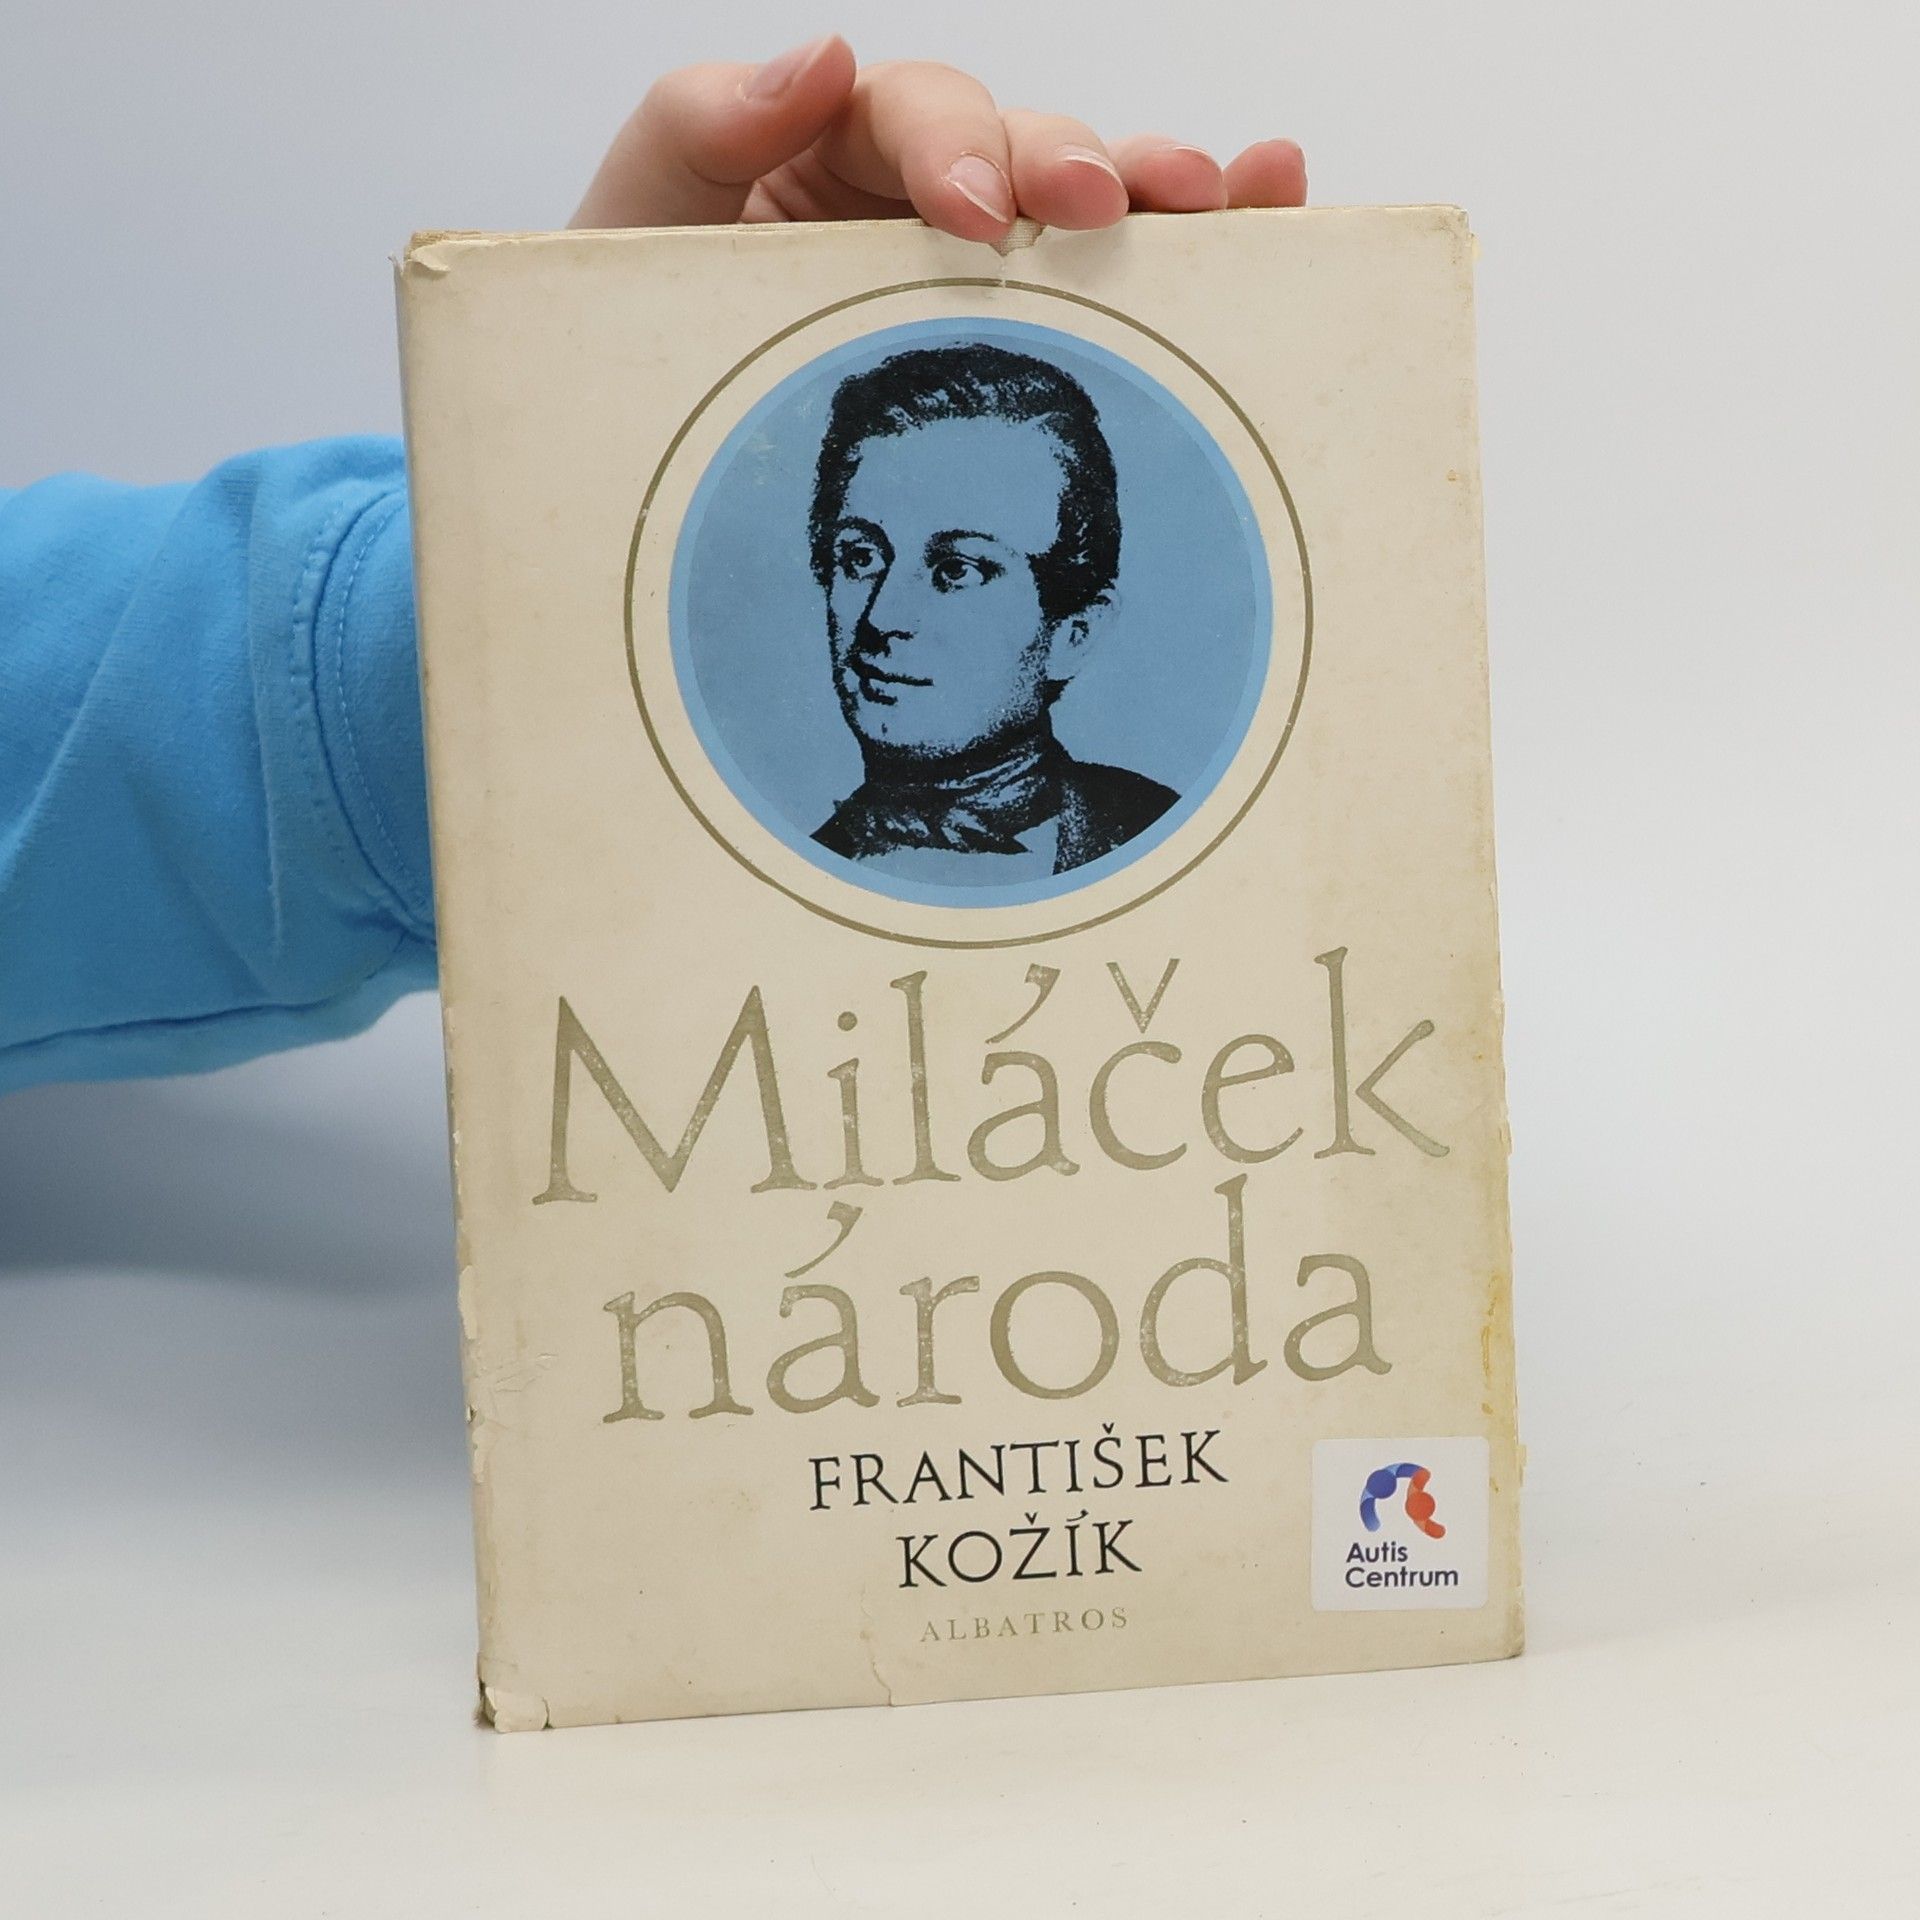 Miláček
národa
FRANTIŠEK
KOŽÍK
ALBATROS
Autis
Centrum